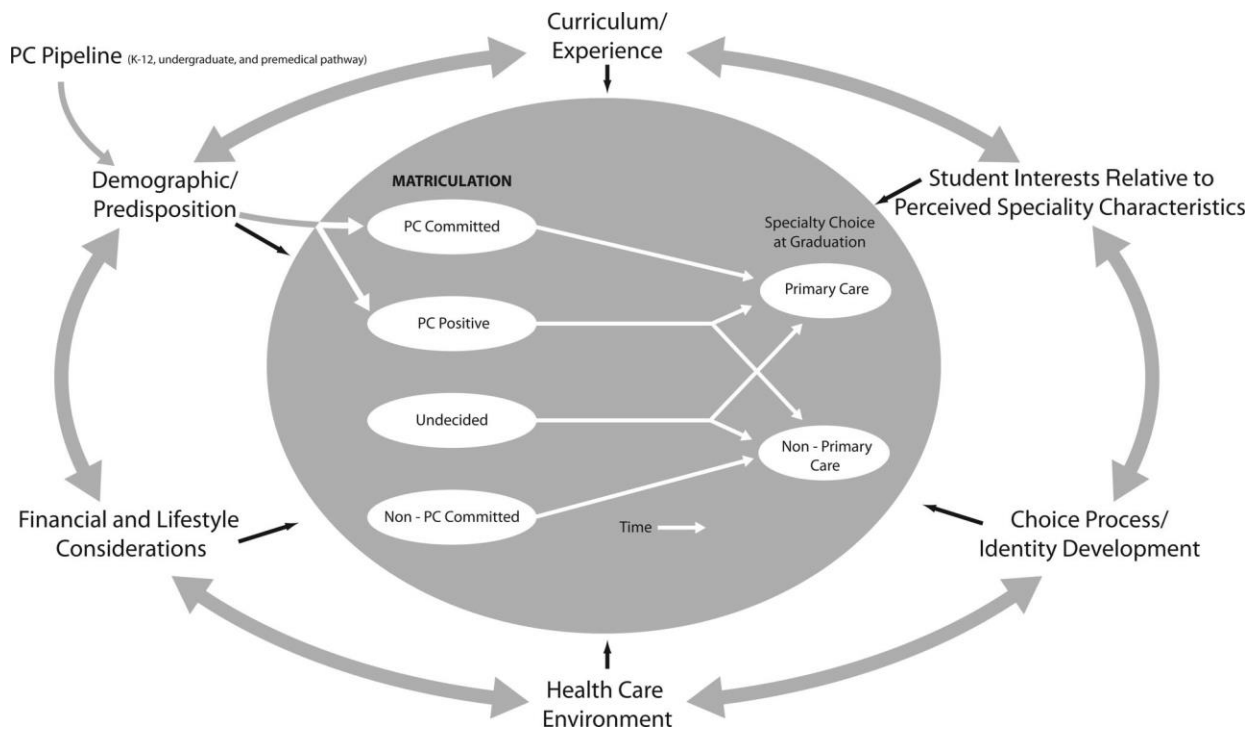 Curriculum/
Experience
PC Pipeline (K-12, undergraduate, and premedical pathway)
Demographic/
Predisposition
MATRICULATION
Student Interests Relative to
Perceived Speciality Characteristics
PC Committed
Specialty Choice
at Graduation
Primary Care
PC Positive
Undecided
Non - Primary
Care
Non - PC Committed
Time
Financial and Lifestyle
Considerations
Choice Process/
Identity Development
Health Care
Environment